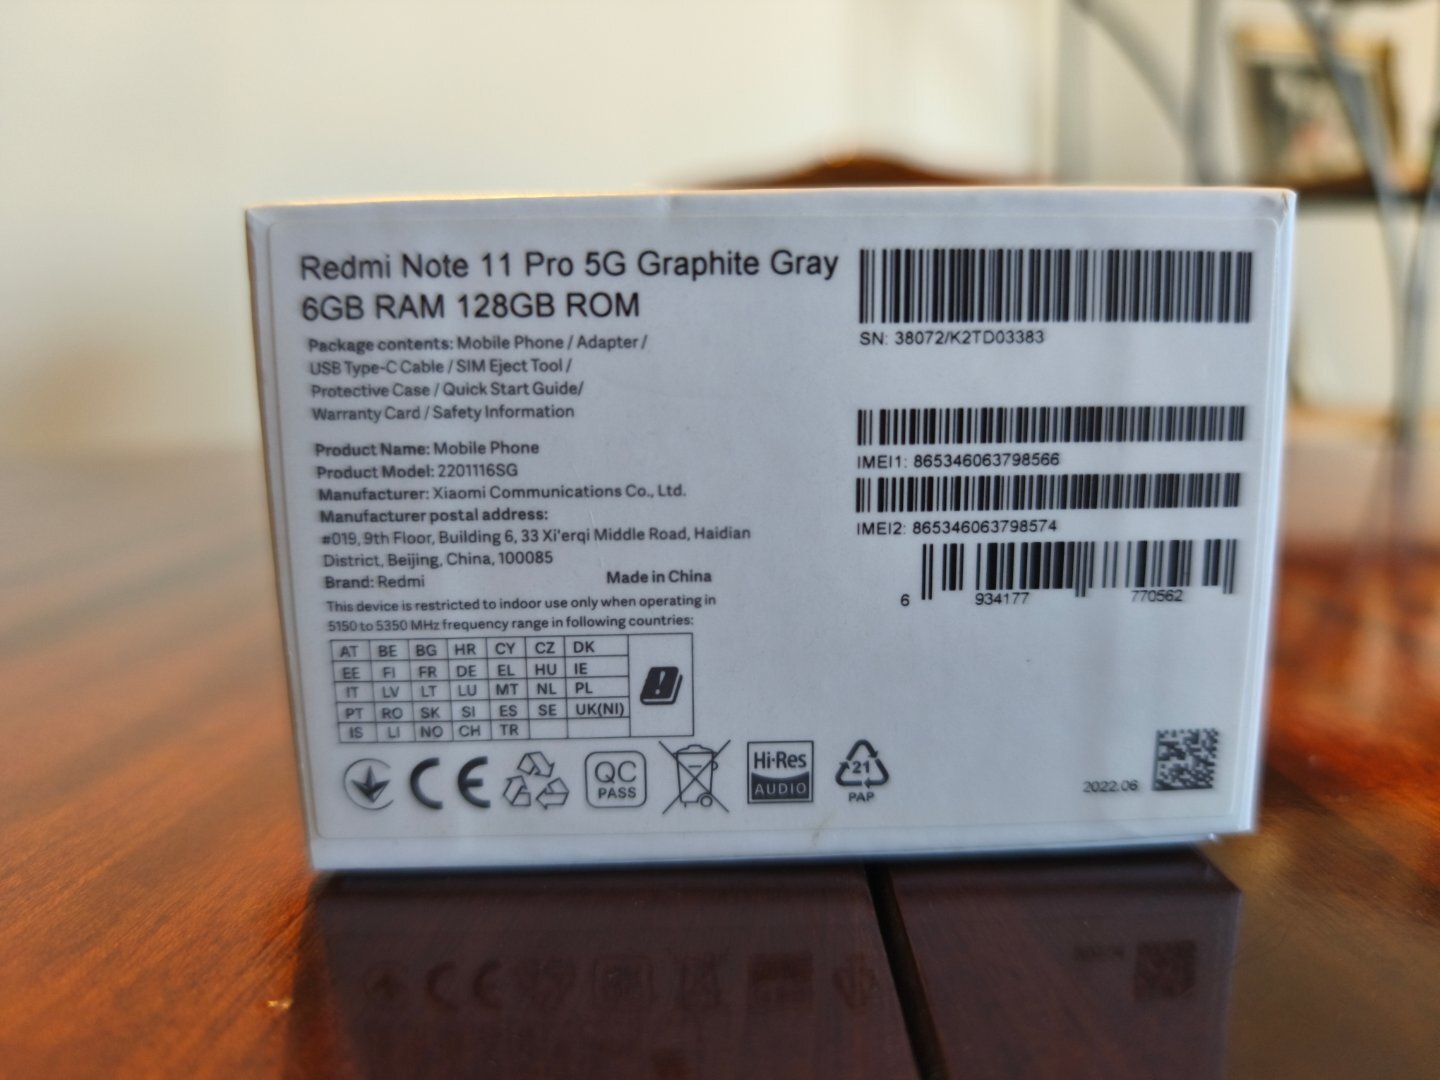 Redmi Note 11 Pro 5G Graphite Gray
6GB RAM 128GB ROM
Package contents: Mobile Phone / Adapter /
USB Type-C Cable / SIM Eject Tool /
Protective Case / Quick Start Guide/
Warranty Card / Safety Information
Product Name: Mobile Phone
Product Model: 2201116SG
Manufacturer: Xiaomi Communications Co., Ltd.
Manufacturer postal address:
#019, 9th Floor, Building 6, 33 Xi'erqi Middle Road, Haidian
District, Beijing, China, 100085
Brand: Redmi Made in China
This device is restricted to indoor use only when operating in
5150 to 5350 MHz frequency range in following countries:
AT BE BG HR CY CZ DK
EE FI FR DE EL HU IE
IT LV LT LU MT NL PL
PT RO SK SI ES SE UK(NI)
IS LI NO CH TR
CE
QC
PASS
Hi-Res
AUDIO
21
PAP
SN: 38072/K2TD03383
IMEI1: 865346063798566
IMEI2: 865346063798574
6 934177 770562
2022.06